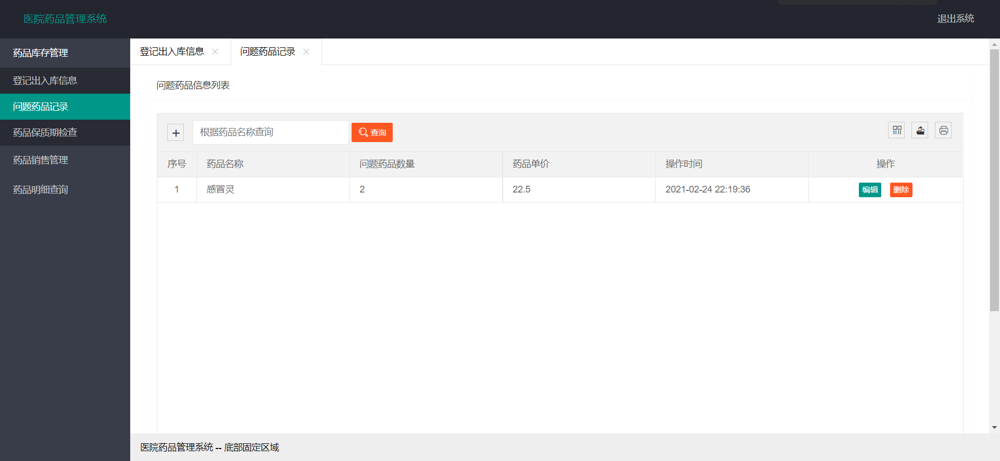 医院药品管理系统
退出系统
药品库存管理
登记出入库信息
问题药品记录
药品保质期检查
药品销售管理
药品明细查询
登记出入库信息 问题药品记录
问题药品信息列表
根据药品名称查询 查询
序号 药品名称 问题药品数量 药品单价 操作时间 操作
1 感冒灵 2 22.5 2021-02-24 22:19:36 编辑 删除
医院药品管理系统 -- 底部固定区域